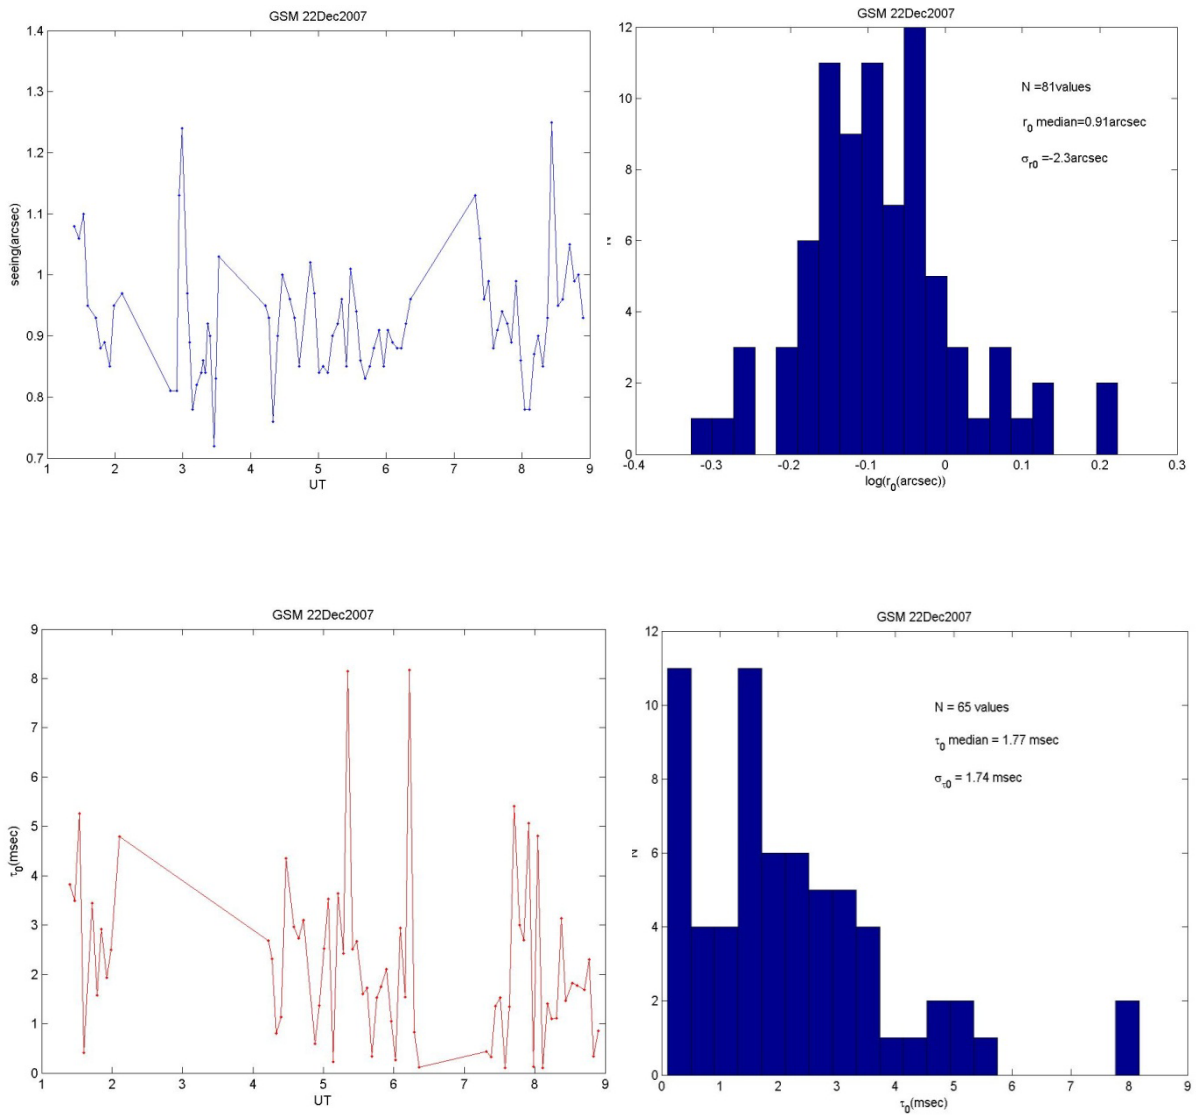 GSM 22Dec2007
1.4
1.3
1.2
1.1
1
0.9
0.8
0.7
seeing(arcsec)
1 2 3 4 5 6 7 8 9
UT
GSM 22Dec2007
12
10
8
6
4
2
0
N
N =81values
r0 median=0.91arcsec
σr0 =-2.3arcsec
-0.4 -0.3 -0.2 -0.1 0 0.1 0.2 0.3
log(r0(arcsec))
GSM 22Dec2007
9
8
7
6
5
4
3
2
1
0
τ0(msec)
1 2 3 4 5 6 7 8 9
UT
GSM 22Dec2007
12
10
8
6
4
2
0
N
N = 65 values
τ0 median = 1.77 msec
στ0 = 1.74 msec
0 1 2 3 4 5 6 7 8 9
τ0(msec)